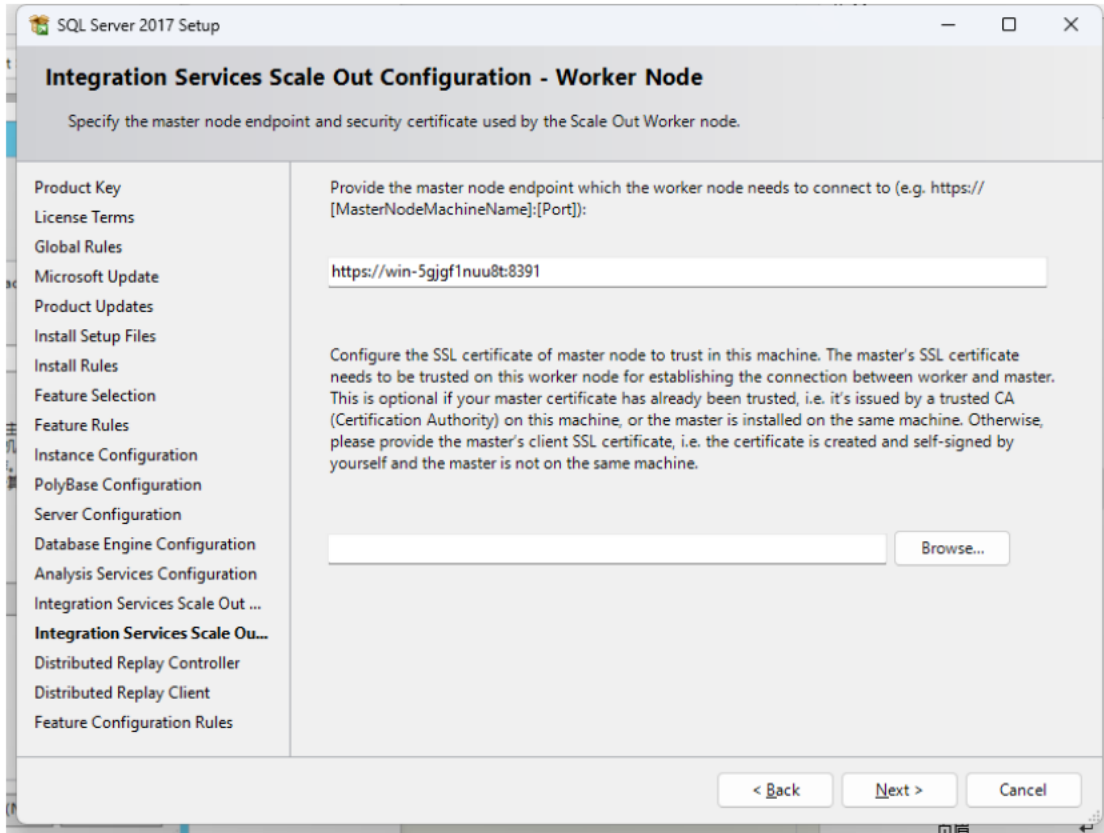 SQL Server 2017 Setup
Integration Services Scale Out Configuration - Worker Node
Specify the master node endpoint and security certificate used by the Scale Out Worker node.
Product Key
License Terms
Global Rules
Microsoft Update
Product Updates
Install Setup Files
Install Rules
Feature Selection
Feature Rules
Instance Configuration
PolyBase Configuration
Server Configuration
Database Engine Configuration
Analysis Services Configuration
Integration Services Scale Out ...
Integration Services Scale Ou...
Distributed Replay Controller
Distributed Replay Client
Feature Configuration Rules
Provide the master node endpoint which the worker node needs to connect to (e.g. https://
[MasterNodeMachineName]:[Port]):
https://win-5gjgf1nuu8t:8391
Configure the SSL certificate of master node to trust in this machine. The master's SSL certificate
needs to be trusted on this worker node for establishing the connection between worker and master.
This is optional if your master certificate has already been trusted, i.e. it's issued by a trusted CA
(Certification Authority) on this machine, or the master is installed on the same machine. Otherwise,
please provide the master's client SSL certificate, i.e. the certificate is created and self-signed by
yourself and the master is not on the same machine.
Browse...
< Back
Next >
Cancel